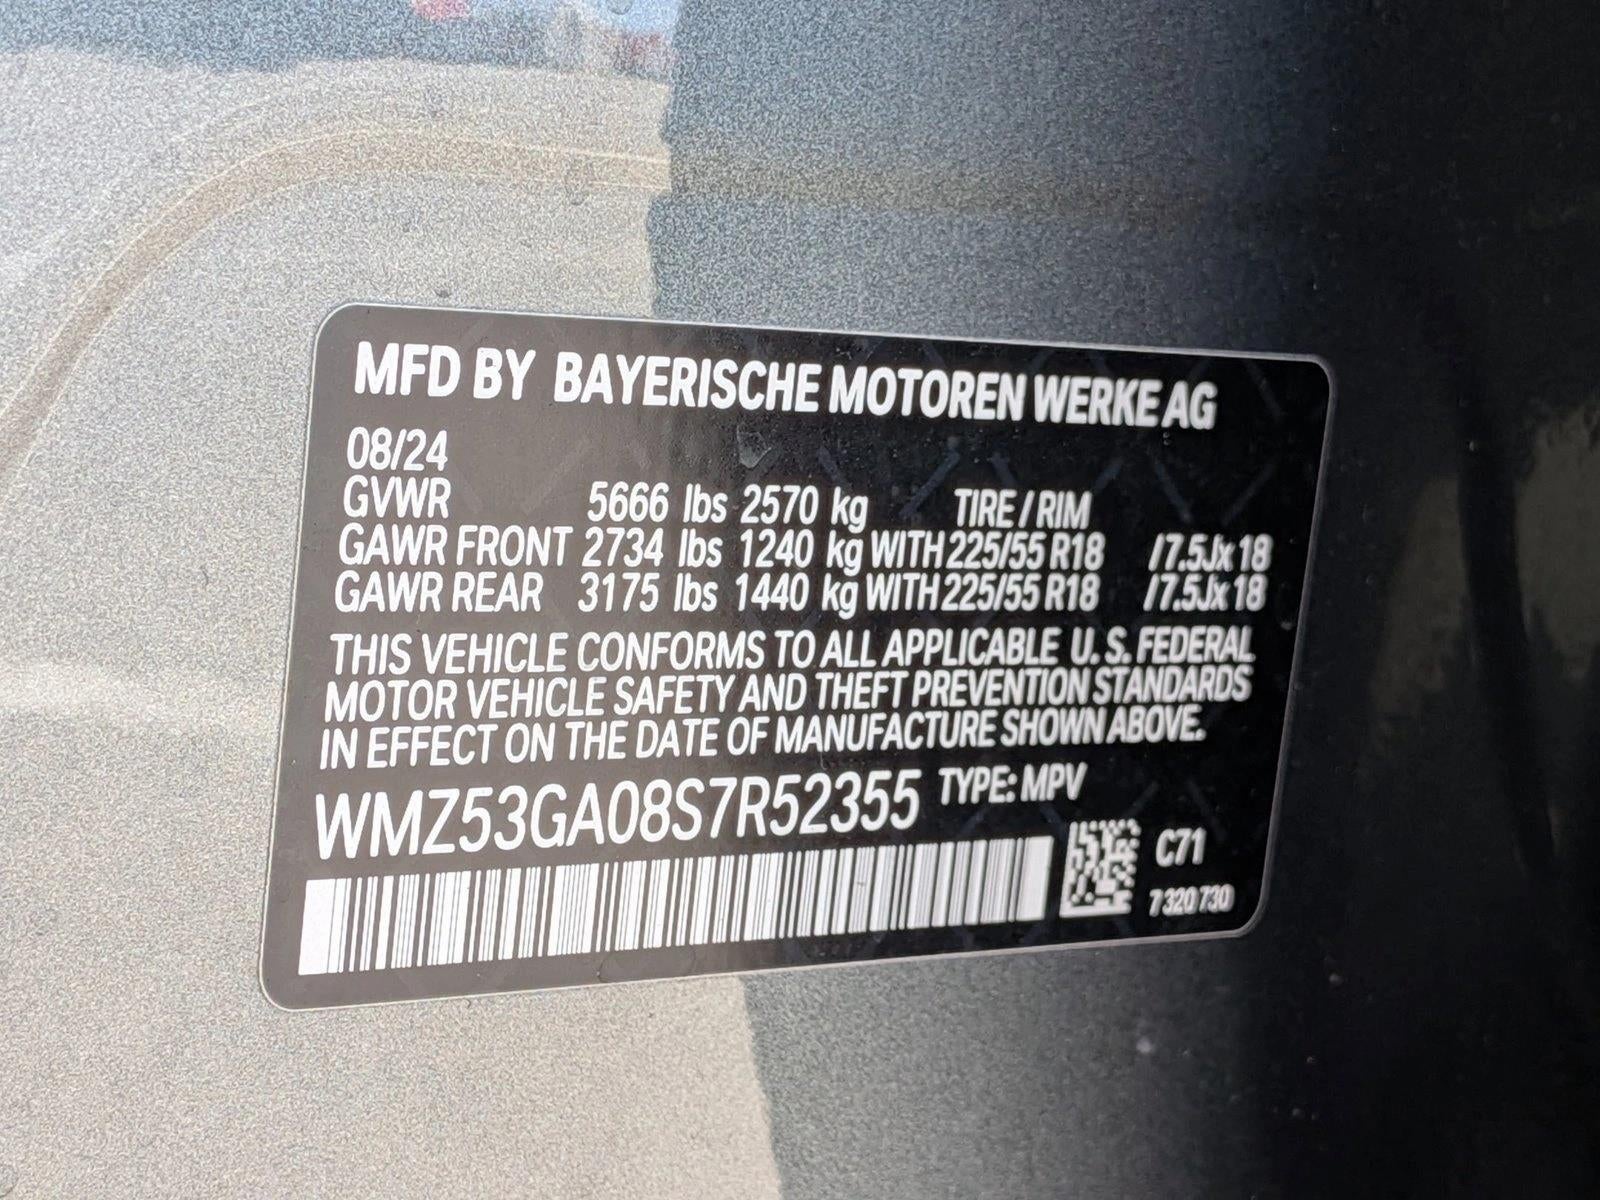 MFD BY BAYERISCHE MOTOREN WERKE AG
08/24
GVWR 5666 lbs 2570 kg TIRE / RIM
GAWR FRONT 2734 lbs 1240 kg WITH 225/55 R18 /7.5Jx18
GAWR REAR 3175 lbs 1440 kg WITH 225/55 R18 /7.5Jx18
THIS VEHICLE CONFORMS TO ALL APPLICABLE U.S. FEDERAL
MOTOR VEHICLE SAFETY AND THEFT PREVENTION STANDARDS
IN EFFECT ON THE DATE OF MANUFACTURE SHOWN ABOVE.
WMZ53GA08S7R52355 TYPE: MPV
C71
7 320 730